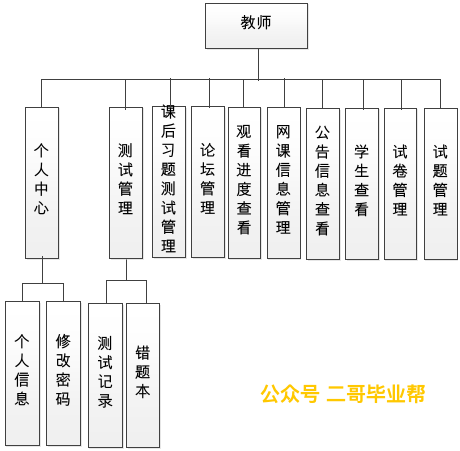 教师
个人中心
测试管理
课后习题测试管理
论坛管理
观看进度查看
网课信息管理
公告信息查看
学生查看
试卷管理
试题管理
个人信息
修改密码
测试记录
错题本
公众号 二哥毕业帮